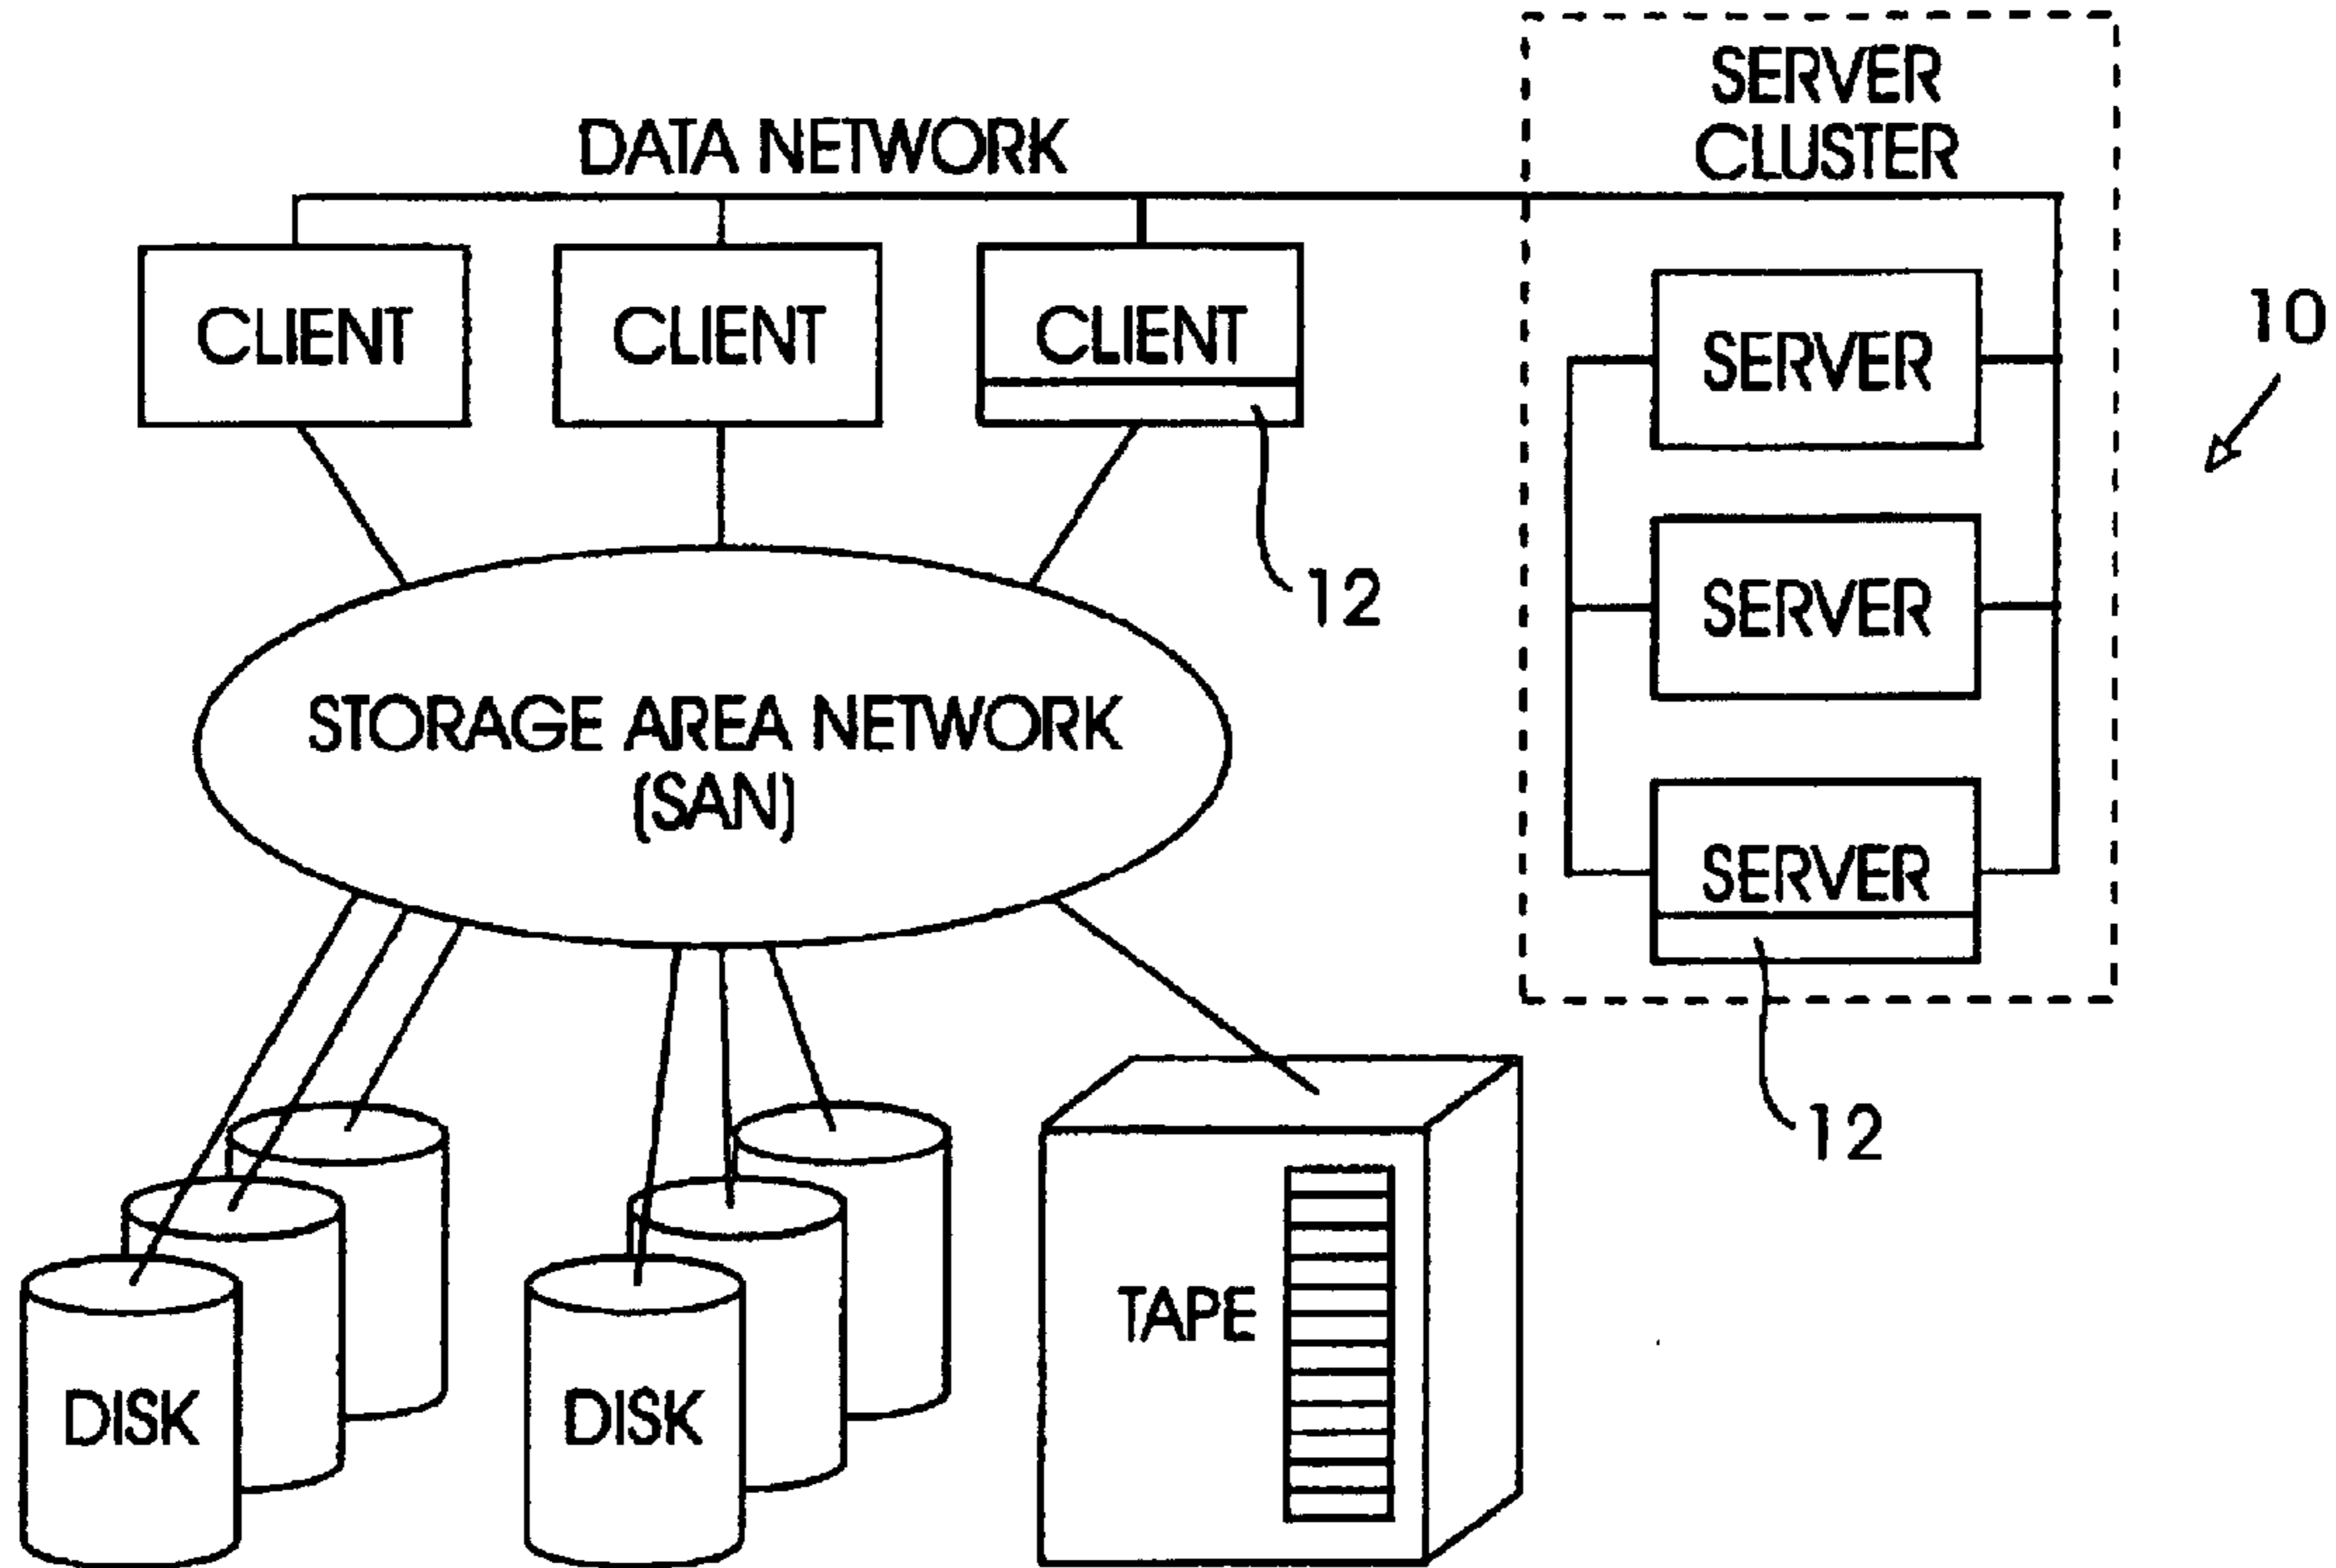 SERVER
CLUSTER
DATA NETWORK
CLIENT
CLIENT
CLIENT
SERVER
10
12
SERVER
STORAGE AREA NETWORK
(SAN)
SERVER
12
TAPE
DISK
DISK